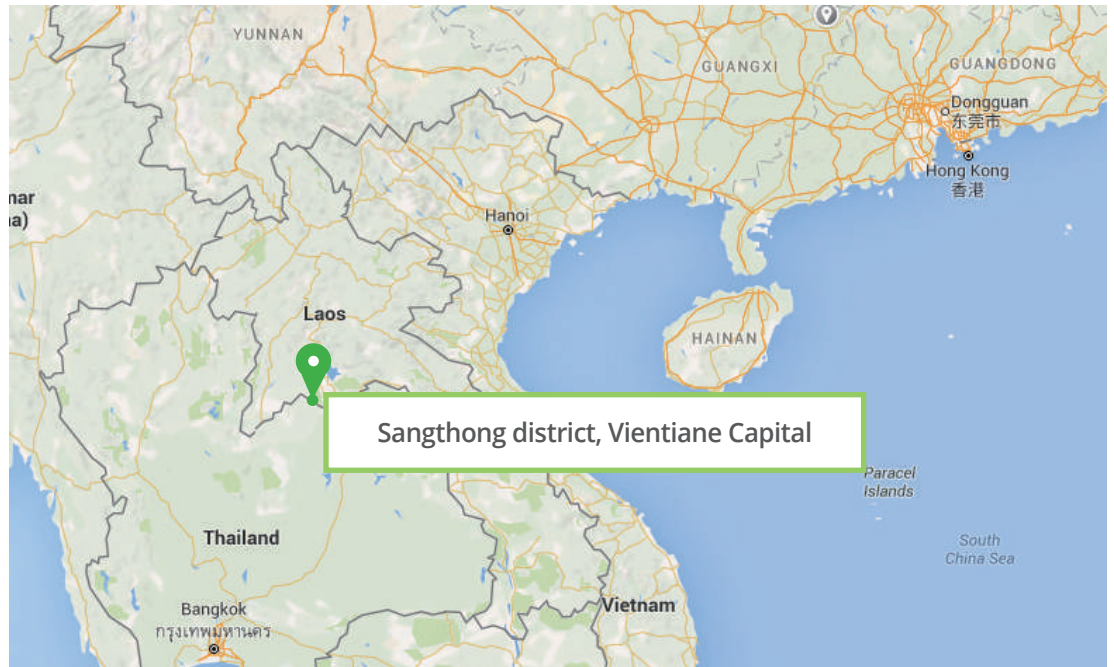 YUNNAN
GUANGXI
GUANGDONG
Dongguan
东莞市
Hong Kong
香港
mar
na)
Hanoi
Laos
HAINAN
Sangthong district, Vientiane Capital
Paracel
Islands
Thailand
South
China Sea
Bangkok
กรุงเทพมหานคร
Vietnam